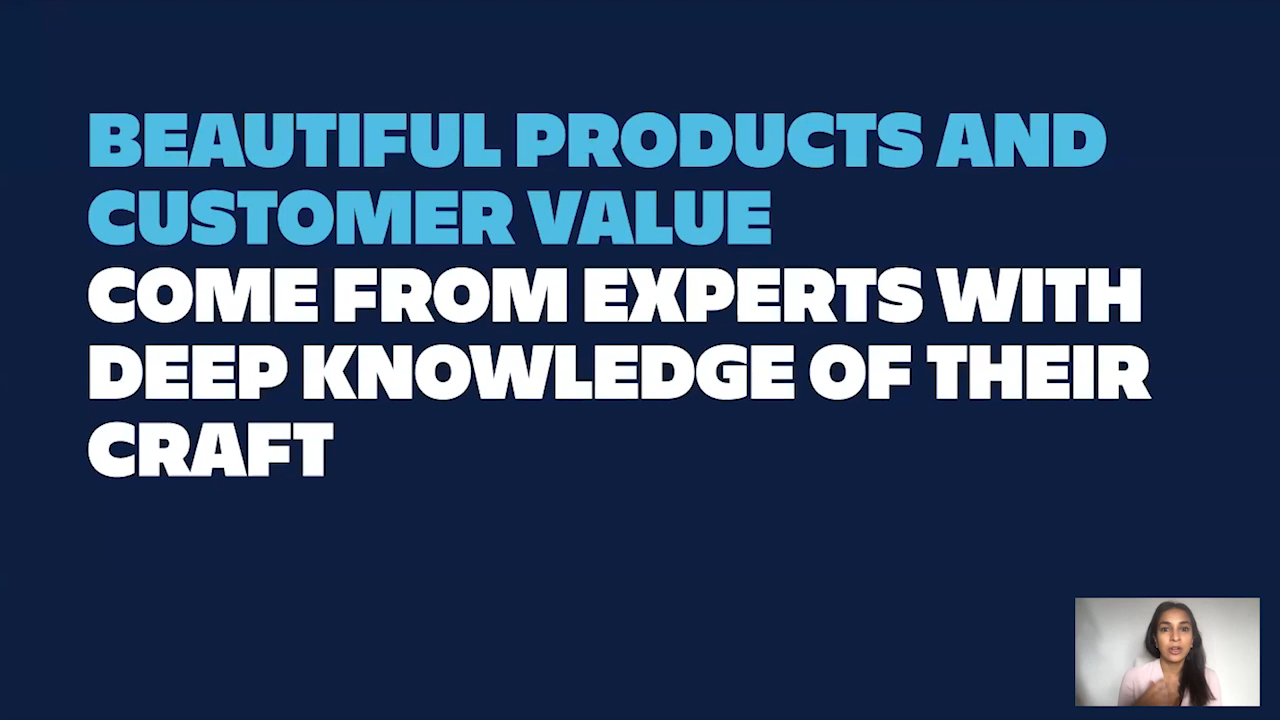 BEAUTIFUL PRODUCTS AND
CUSTOMER VALUE
COME FROM EXPERTS WITH
DEEP KNOWLEDGE OF THEIR
CRAFT